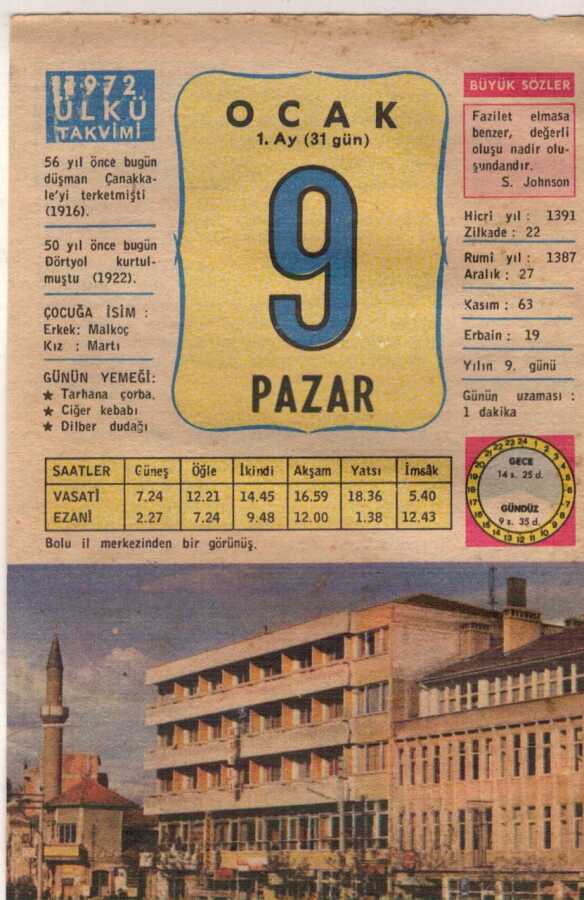 1972
ÜLKÜ
TAKVİMİ
56 yıl önce bugün
düşman Çanakka-
le'yi terketmişti
(1916).
50 yıl önce bugün
Dörtyol kurtul-
muştu (1922).
ÇOCUĞA İSİM :
Erkek: Malkoç
Kız : Martı
GÜNÜN YEMEĞİ:
★ Tarhana çorba.
★ Ciğer kebabı
★ Dilber dudağı
OCAK
1. Ay (31 gün)
9
PAZAR
BÜYÜK SÖZLER
Fazilet elmasa
benzer, değerli
oluşu nadir olu-
şundandır.
S. Johnson
Hicri yıl : 1391
Zilkade : 22
Rumi yıl : 1387
Aralık : 27
Kasım : 63
Erbain : 19
Yılın 9. günü
Günün uzaması :
1 dakika
SAATLER Güneş Öğle İkindi Akşam Yatsı İmsâk
VASATİ 7.24 12.21 14.45 16.59 18.36 5.40
EZANİ 2.27 7.24 9.48 12.00 1.38 12.43
GECE
14 s. 25 d.
GÜNDÜZ
9 s. 35 d.
Bolu il merkezinden bir görünüş.